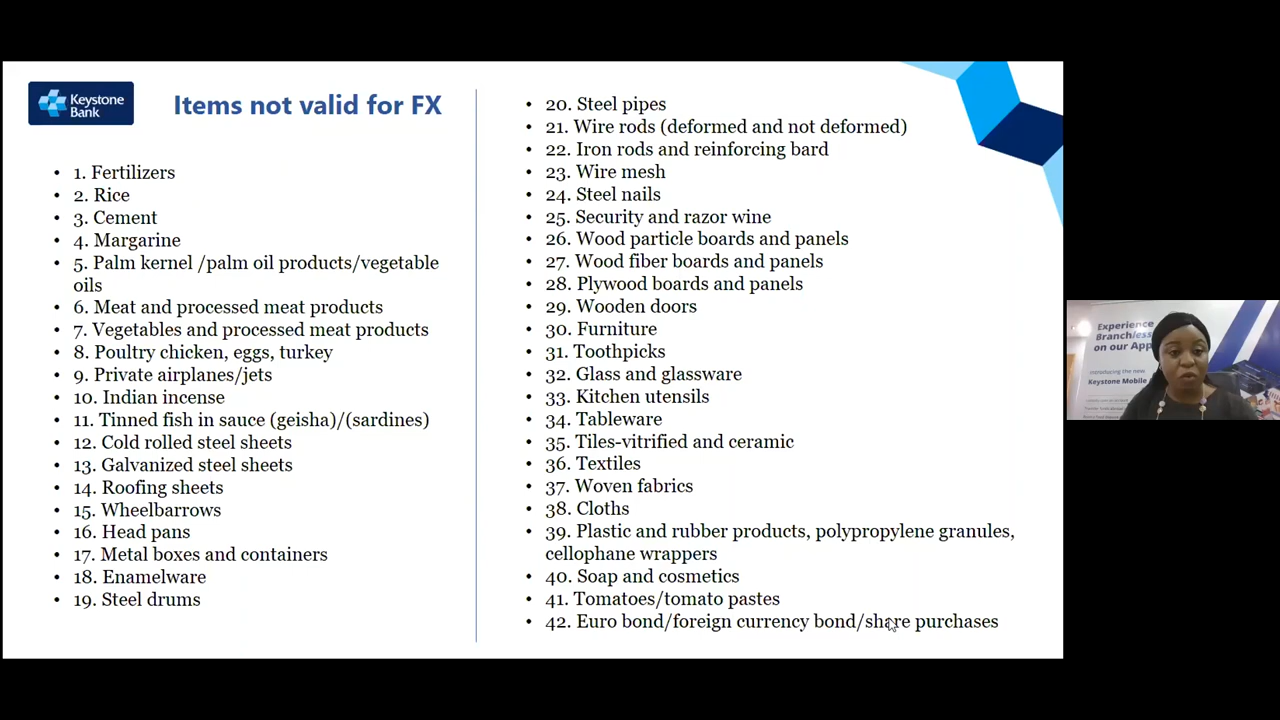 Keystone
Bank
Items not valid for FX
• 1. Fertilizers
• 2. Rice
• 3. Cement
• 4. Margarine
• 5. Palm kernel /palm oil products/vegetable
oils
• 6. Meat and processed meat products
• 7. Vegetables and processed meat products
• 8. Poultry chicken, eggs, turkey
• 9. Private airplanes/jets
• 10. Indian incense
• 11. Tinned fish in sauce (geisha)/(sardines)
• 12. Cold rolled steel sheets
• 13. Galvanized steel sheets
• 14. Roofing sheets
• 15. Wheelbarrows
• 16. Head pans
• 17. Metal boxes and containers
• 18. Enamelware
• 19. Steel drums
• 20. Steel pipes
• 21. Wire rods (deformed and not deformed)
• 22. Iron rods and reinforcing bard
• 23. Wire mesh
• 24. Steel nails
• 25. Security and razor wine
• 26. Wood particle boards and panels
• 27. Wood fiber boards and panels
• 28. Plywood boards and panels
• 29. Wooden doors
• 30. Furniture
• 31. Toothpicks
• 32. Glass and glassware
• 33. Kitchen utensils
• 34. Tableware
• 35. Tiles-vitrified and ceramic
• 36. Textiles
• 37. Woven fabrics
• 38. Cloths
• 39. Plastic and rubber products, polypropylene granules,
cellophane wrappers
• 40. Soap and cosmetics
• 41. Tomatoes/tomato pastes
• 42. Euro bond/foreign currency bond/share purchases
Experience
Branchless
on our App
introducing the new
Keystone Mobile